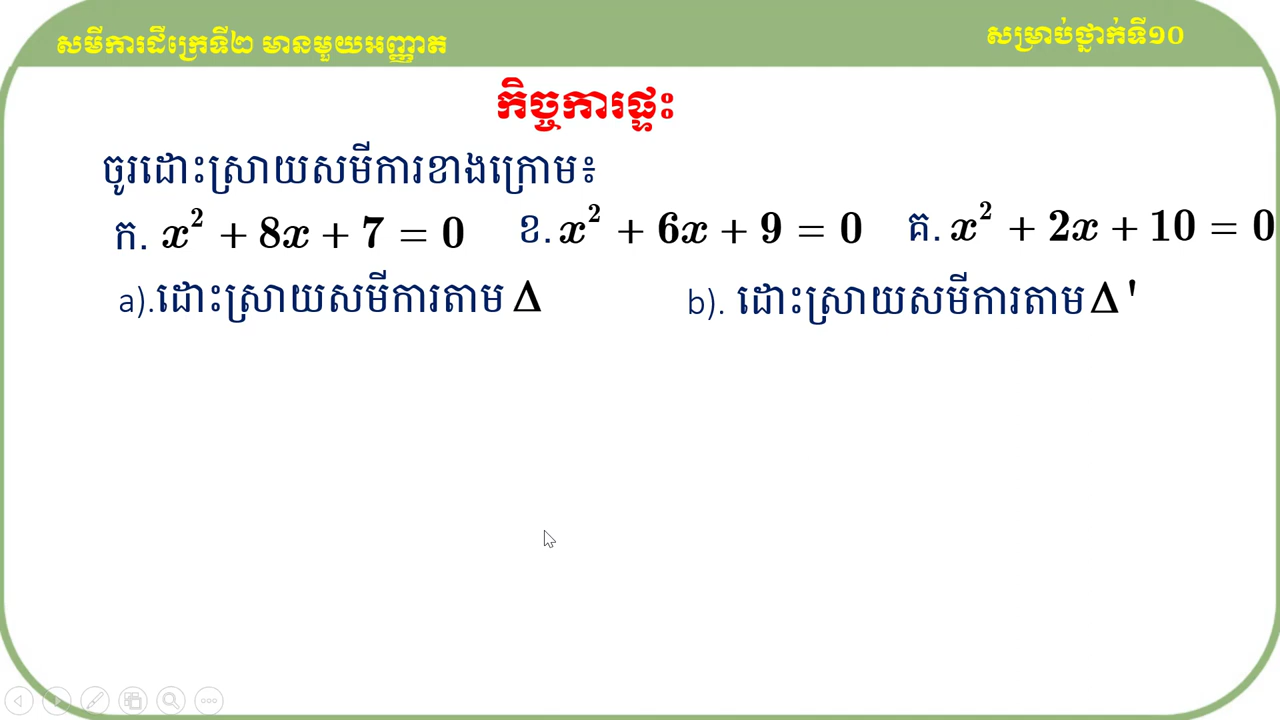 សមីការដឺក្រេទី២ មានមួយអញ្ញាត
សម្រាប់ថ្នាក់ទី១០
កិច្ចការផ្ទះ
ចូរដោះស្រាយសមីការខាងក្រោម៖
ក. x² + 8x + 7 = 0 ខ. x² + 6x + 9 = 0 គ. x² + 2x + 10 = 0
a).ដោះស្រាយសមីការតាម Δ b). ដោះស្រាយសមីការតាម Δ'